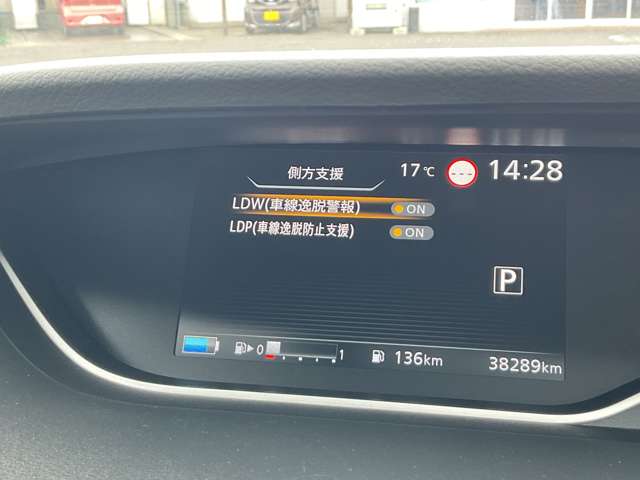 側方支援 17℃ --- 14:28
LDW(車線逸脱警報) ON
LDP(車線逸脱防止支援) ON
P
0 1 136km 38289km